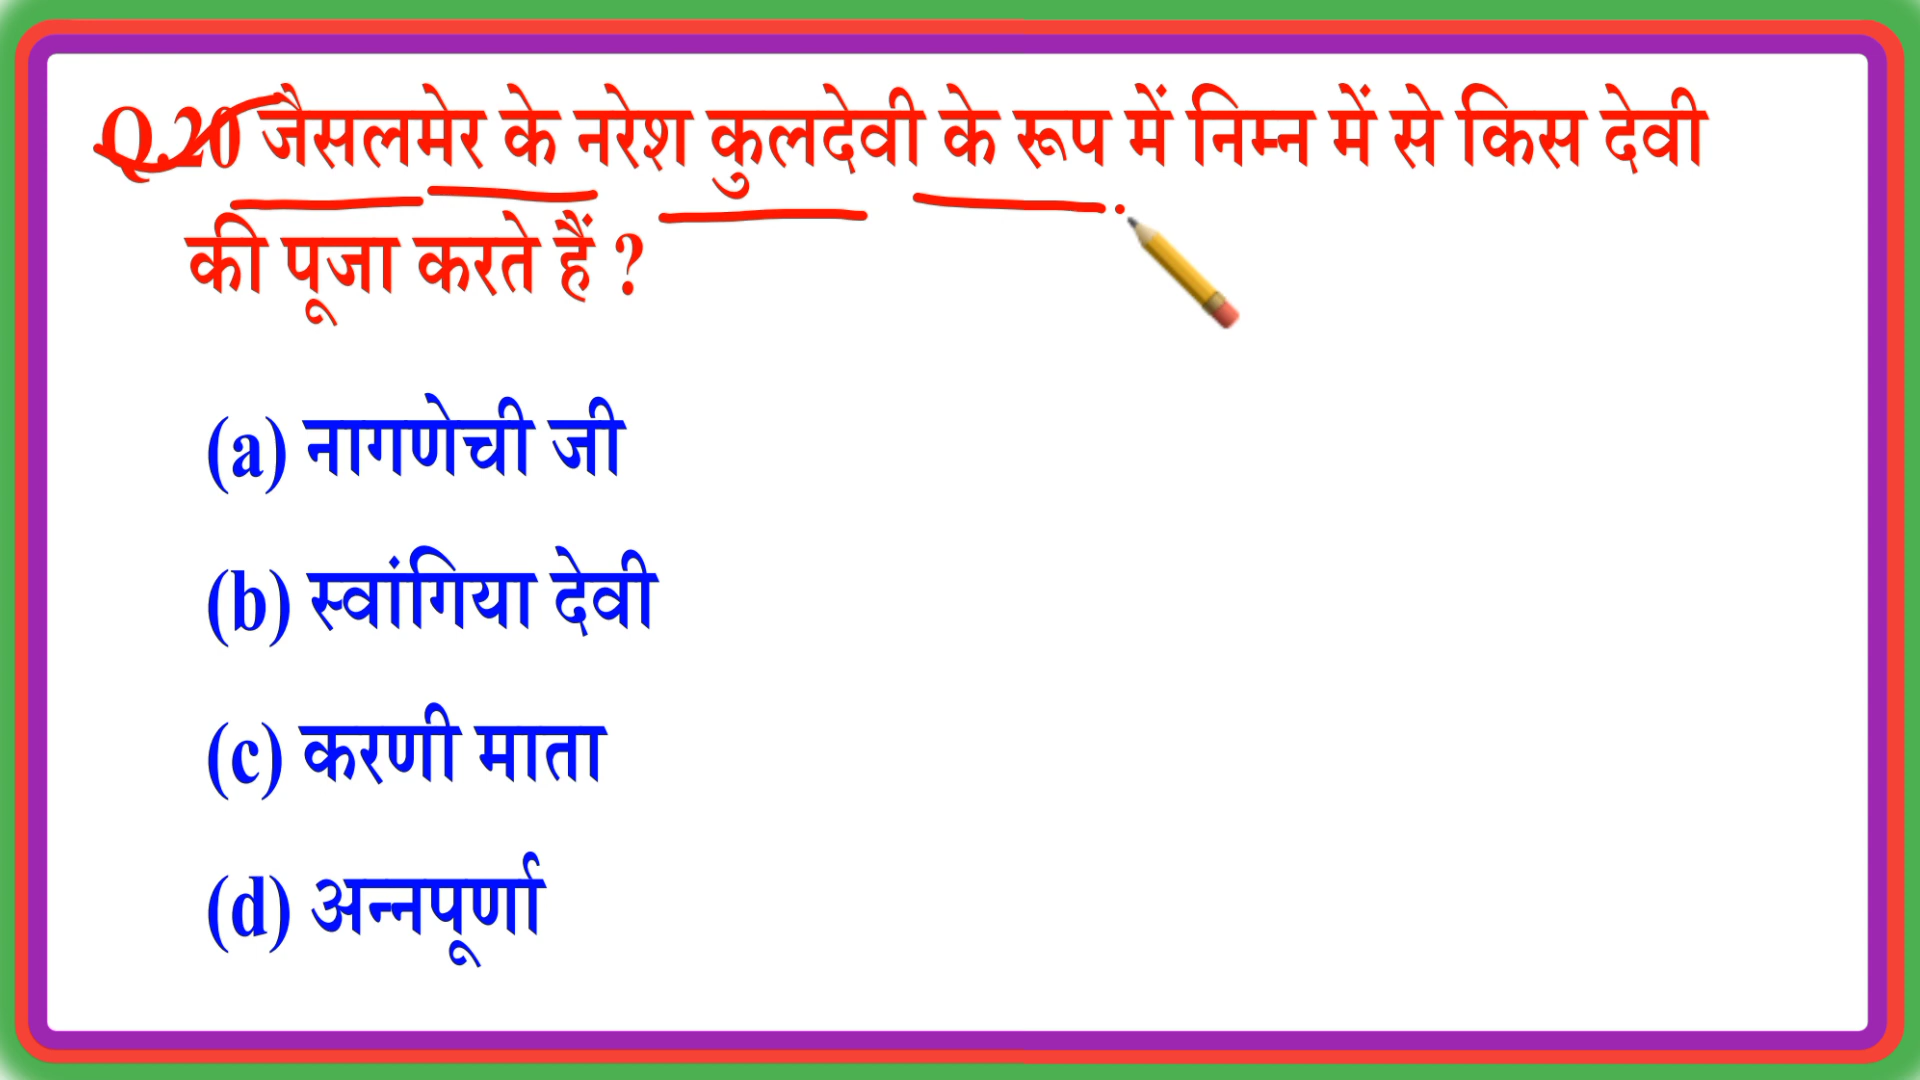 Q.20 जैसलमेर के नरेश कुलदेवी के रूप में निम्न में से किस देवी
की पूजा करते हैं ?
(a) नागणेची जी
(b) स्वांगिया देवी
(c) करणी माता
(d) अन्नपूर्णा